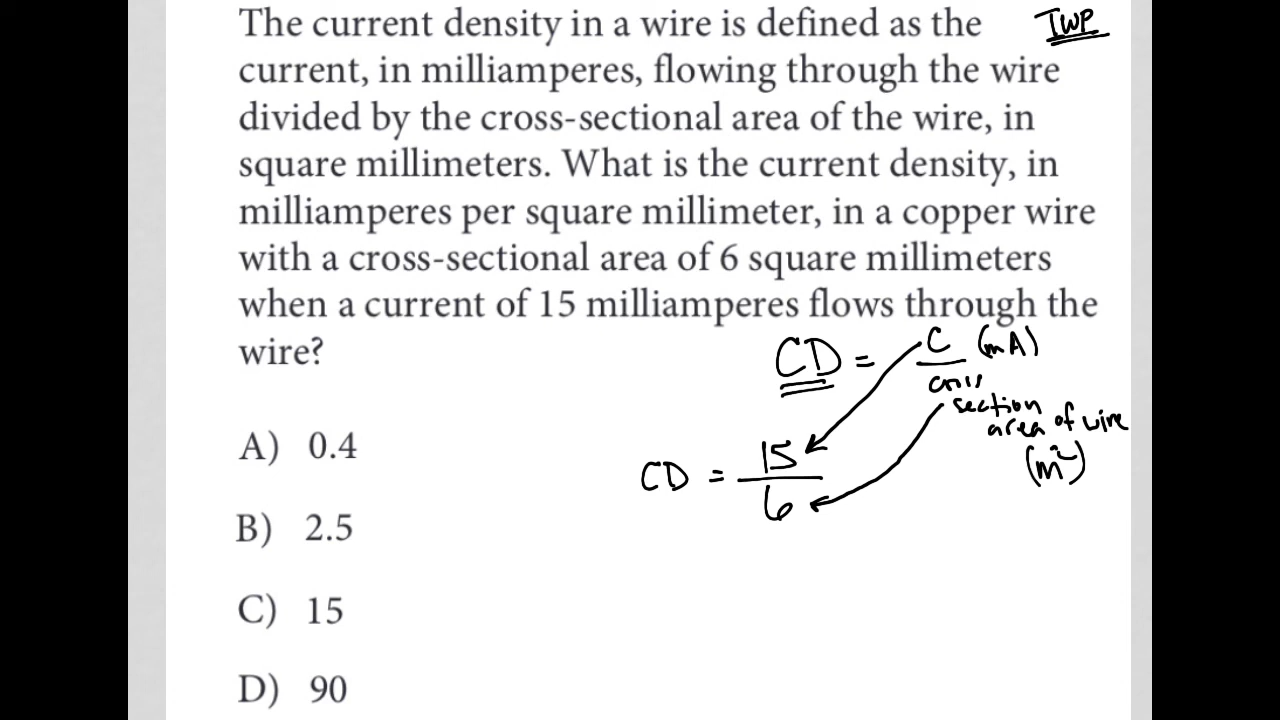 The current density in a wire is defined as the
TWP
current, in milliamperes, flowing through the wire
divided by the cross-sectional area of the wire, in
square millimeters. What is the current density, in
milliamperes per square millimeter, in a copper wire
with a cross-sectional area of 6 square millimeters
when a current of 15 milliamperes flows through the
wire?
CD = C (mA)
cross
section
area of wire
(m²)
CD = 15
6
A) 0.4
B) 2.5
C) 15
D) 90